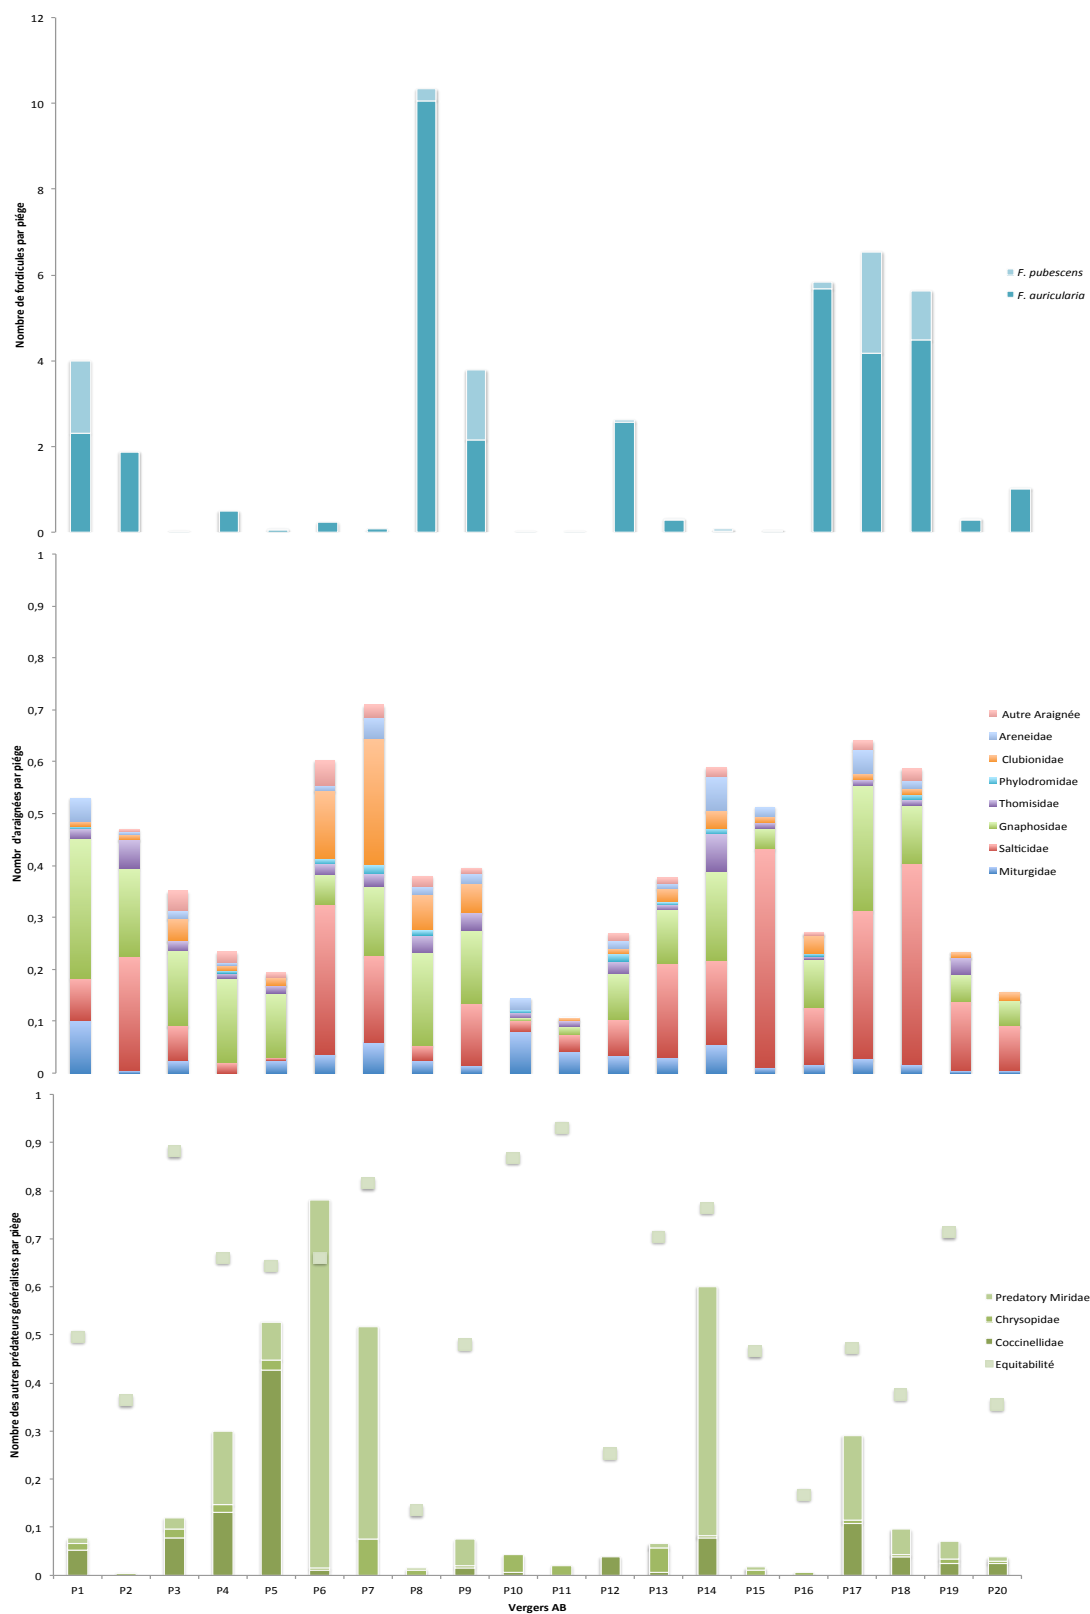 12
10
8
6
4
2
0
Nombre de fordicules par piége
F. pubescens
F. auricularia
1
0,9
0,8
0,7
0,6
0,5
0,4
0,3
0,2
0,1
0
Nombr d'araignées par piége
Autre Araignée
Areneidae
Clubionidae
Phylodromidae
Thomisidae
Gnaphosidae
Salticidae
Miturgidae
1
0,9
0,8
0,7
0,6
0,5
0,4
0,3
0,2
0,1
0
Nombre des autres prédateurs généralistes par piège
Predatory Miridae
Chrysopidae
Coccinellidae
Equitabilité
P1 P2 P3 P4 P5 P6 P7 P8 P9 P10 P11 P12 P13 P14 P15 P16 P17 P18 P19 P20
Vergers AB